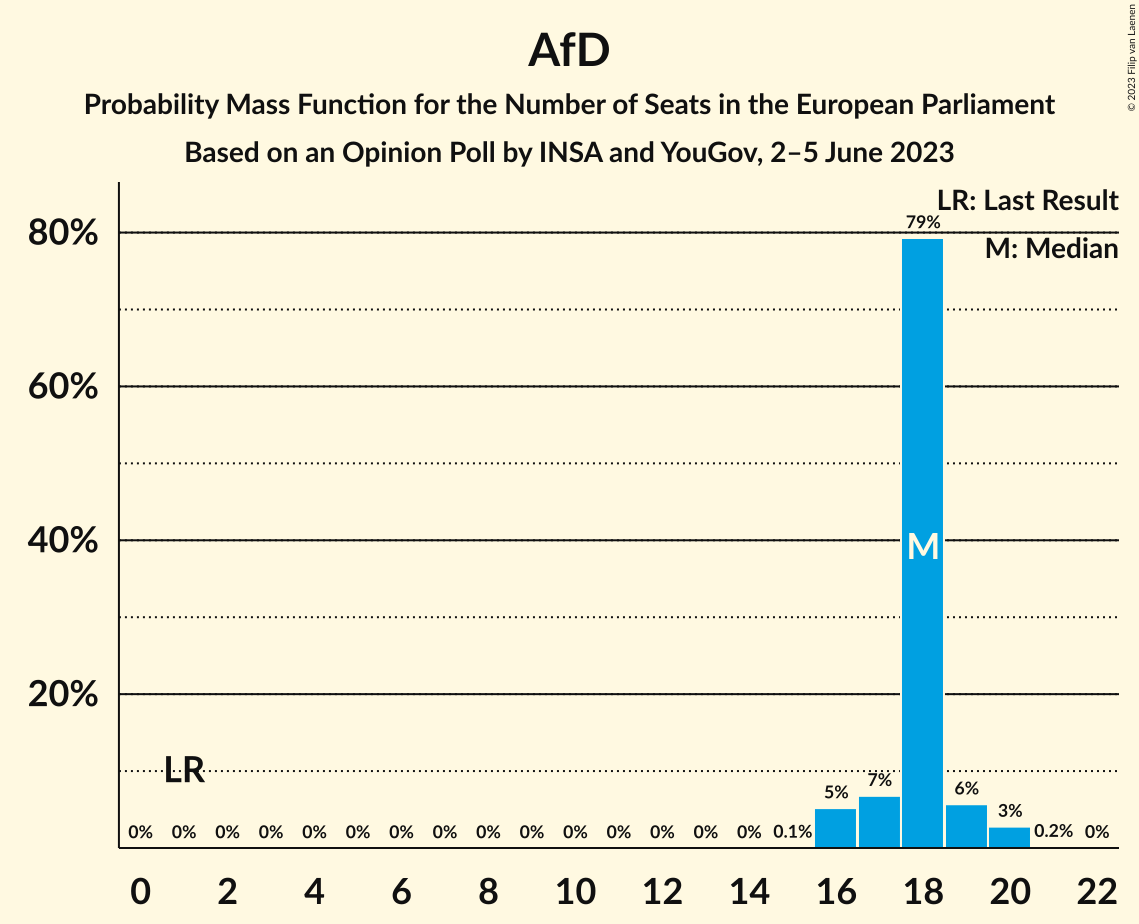 AfD
Probability Mass Function for the Number of Seats in the European Parliament
Based on an Opinion Poll by INSA and YouGov, 2–5 June 2023
© 2023 Filip van Laenen
LR: Last Result
M: Median
80%
60%
40%
20%
79%
M
LR
0% 0% 0% 0% 0% 0% 0% 0% 0% 0% 0% 0% 0% 0% 0% 0.1% 5% 7% 6% 3% 0.2% 0%
0 2 4 6 8 10 12 14 16 18 20 22